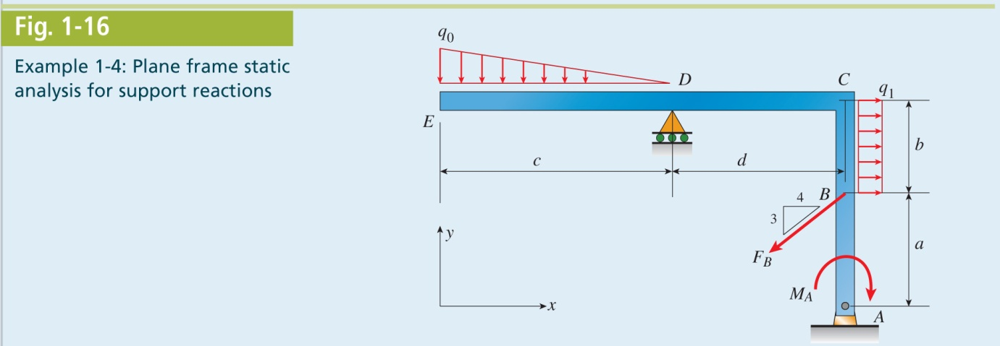 Fig. 1-16
Example 1-4: Plane frame static
analysis for support reactions
q0
D
C
q1
E
c
d
b
4
B
3
FB
a
y
MA
x
A